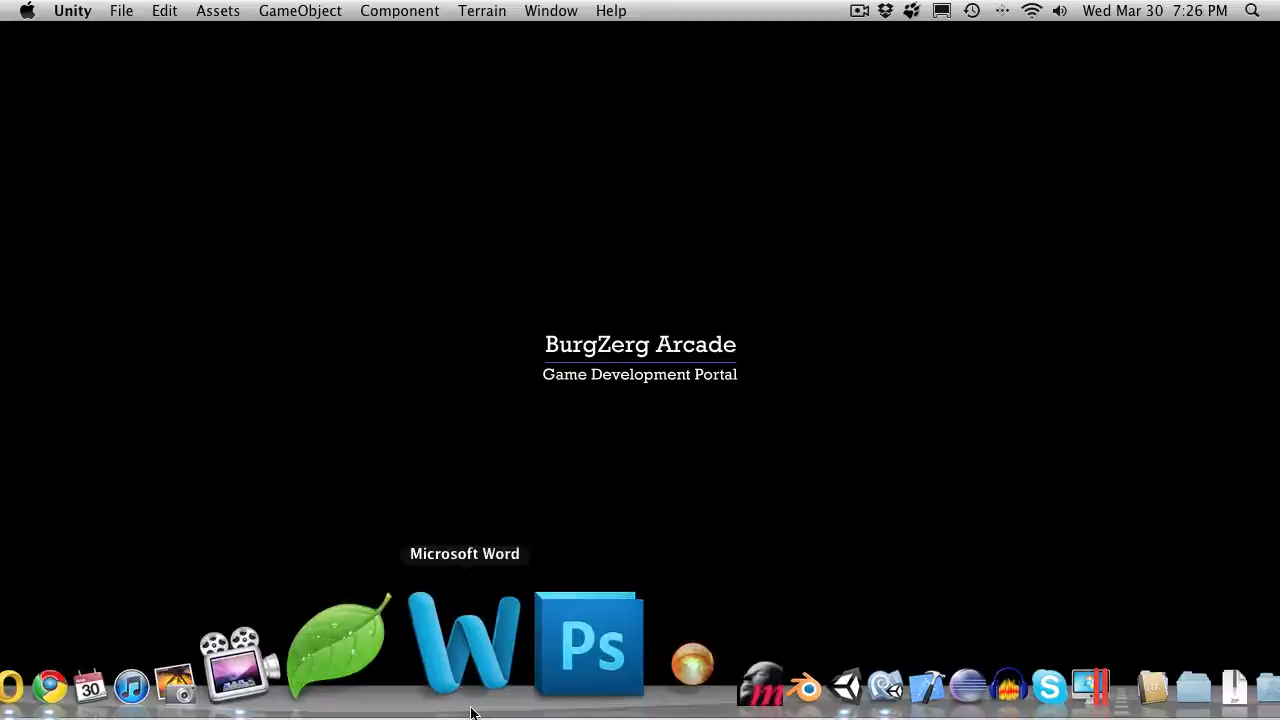 Unity File Edit Assets GameObject Component Terrain Window Help Wed Mar 30 7:26 PM
BurgZerg Arcade
Game Development Portal
Microsoft Word
W
Ps
30
m
S
ZIP